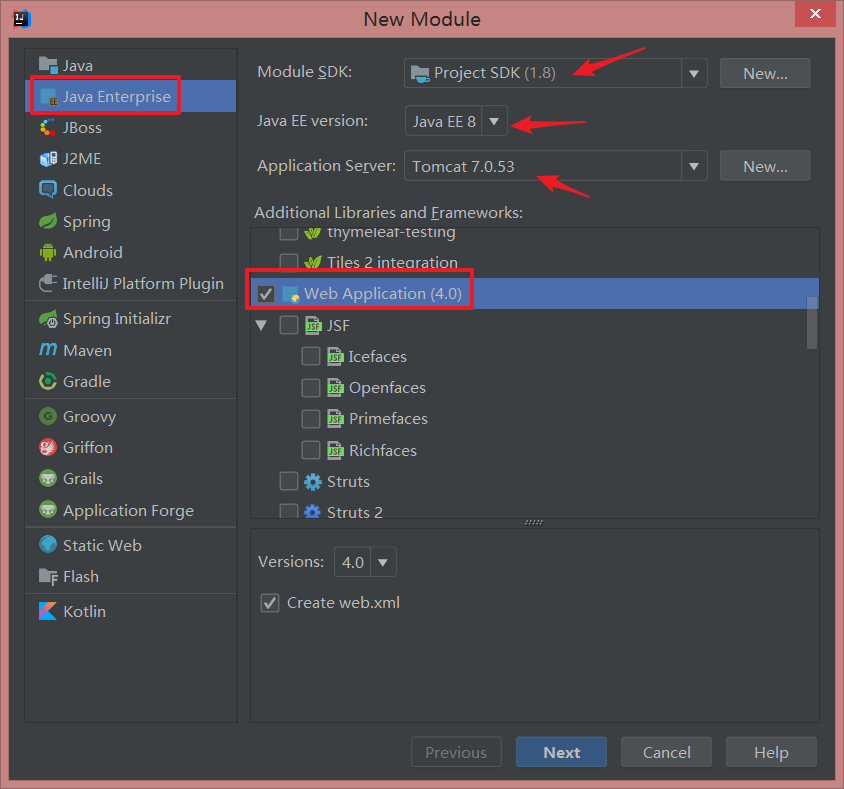 New Module
Java
Java Enterprise
JBoss
J2ME
Clouds
Spring
Android
IntelliJ Platform Plugin
Spring Initializr
Maven
Gradle
Groovy
Griffon
Grails
Application Forge
Static Web
Flash
Kotlin
Module SDK: Project SDK (1.8) New...
Java EE version: Java EE 8
Application Server: Tomcat 7.0.53 New...
Additional Libraries and Frameworks:
thymeleaf-testing
Tiles 2 integration
Web Application (4.0)
JSF
Icefaces
Openfaces
Primefaces
Richfaces
Struts
Struts 2
Versions: 4.0
Create web.xml
Previous Next Cancel Help